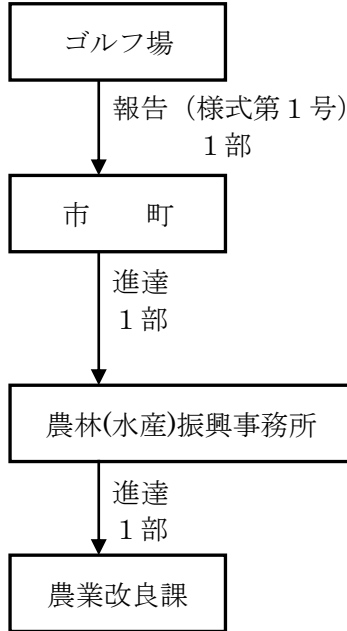 ゴルフ場
報告（様式第１号）
１部
市　　町
進達
１部
農林(水産)振興事務所
進達
１部
農業改良課